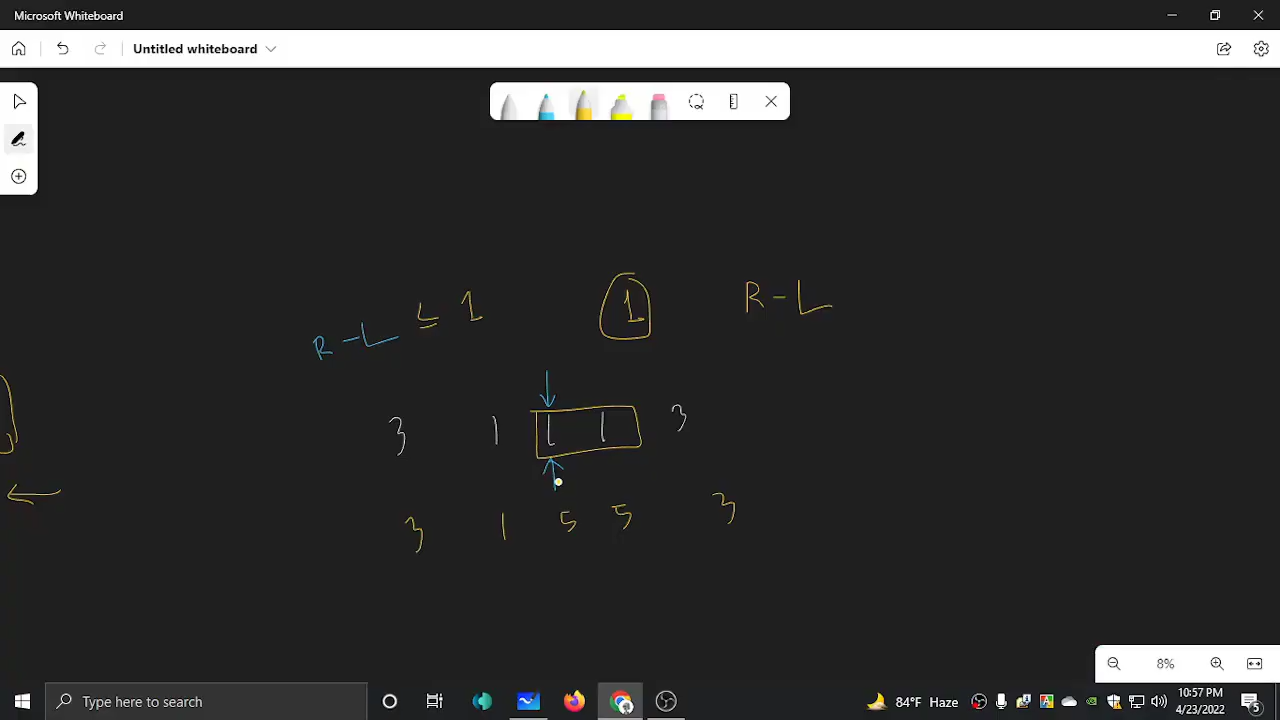 Microsoft Whiteboard
Untitled whiteboard
R-L ≤ 1 1 R-L
3 1 1 1 3
3 1 5 5 3
8%
Type here to search
84°F Haze
10:57 PM
4/23/2022
5